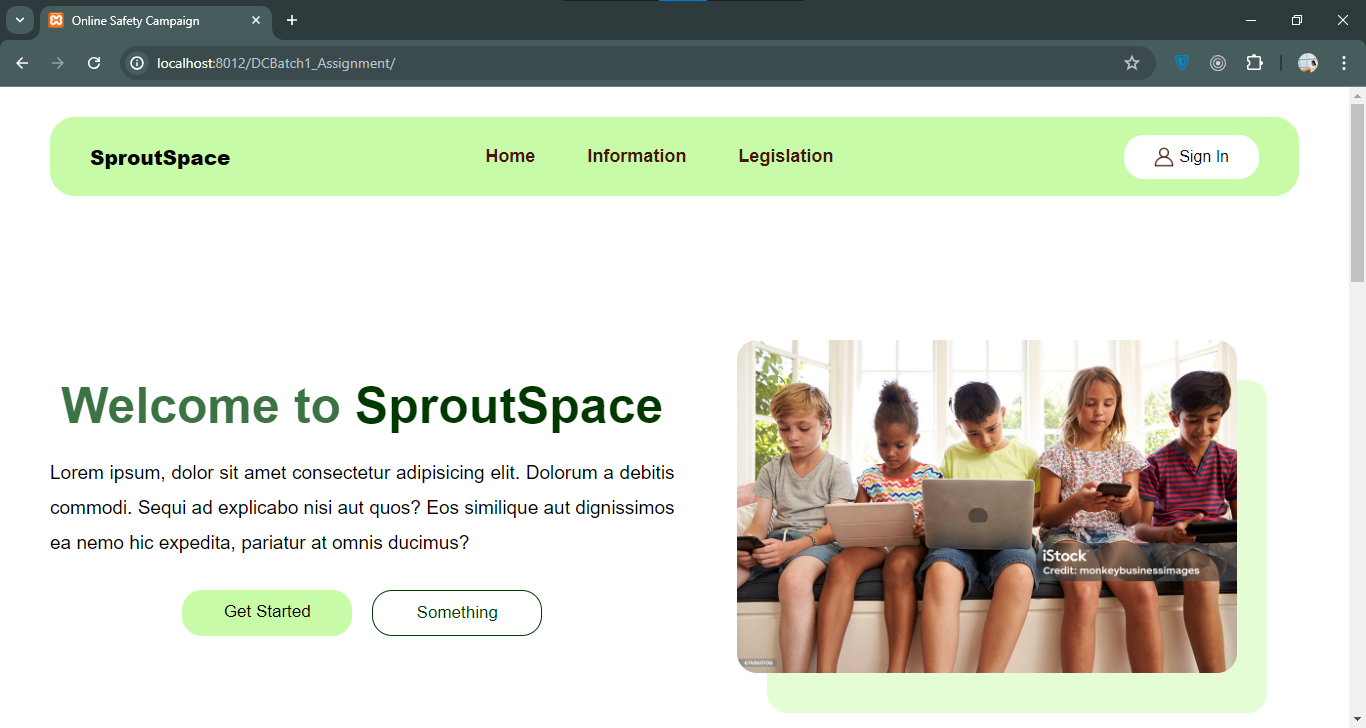 Online Safety Campaign
localhost:8012/DCBatch1_Assignment/
SproutSpace
Home
Information
Legislation
Sign In
Welcome to SproutSpace
Lorem ipsum, dolor sit amet consectetur adipisicing elit. Dolorum a debitis
commodi. Sequi ad explicabo nisi aut quos? Eos similique aut dignissimos
ea nemo hic expedita, pariatur at omnis ducimus?
Get Started
Something
iStock
Credit: monkeybusinessimages